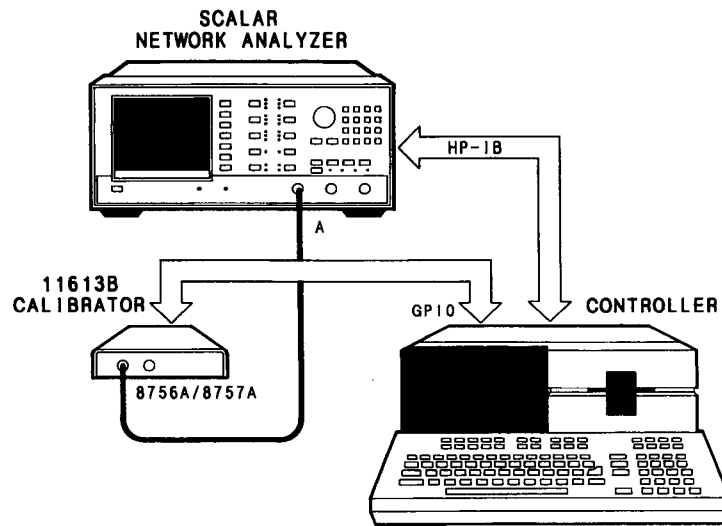 SCALAR
NETWORK ANALYZER
HP-IB
A
11613B
CALIBRATOR
GPIO
CONTROLLER
8756A/8757A